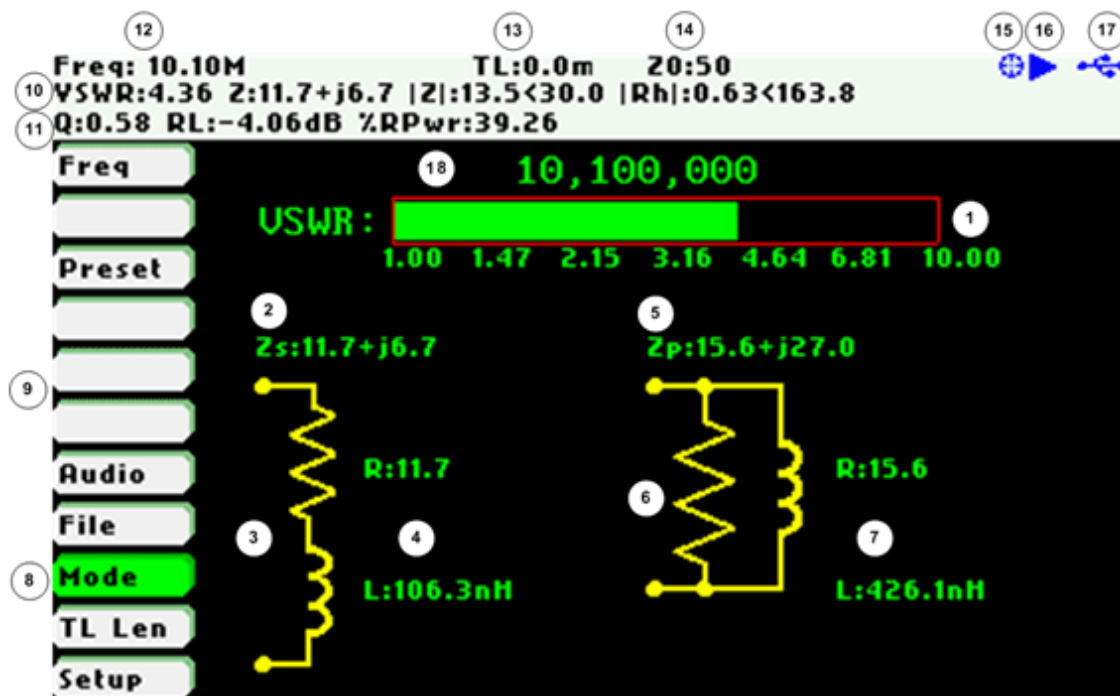 12 13 14 15 16 17
Freq: 10.10M TL:0.0m 20:50
10 VSWR:4.36 Z:11.7+j6.7 |Z|:13.5<30.0 |Rh|:0.63<163.8
11 Q:0.58 RL:-4.06dB %RPwr:39.26
Freq
18 10,100,000
VSWR: 1
1.00 1.47 2.15 3.16 4.64 6.81 10.00
Preset
2 5
Zs:11.7+j6.7 Zp:15.6+j27.0
9
Audio R:11.7 R:15.6
6
File
3 4 7
8 Mode L:106.3nH L:426.1nH
TL Len
Setup